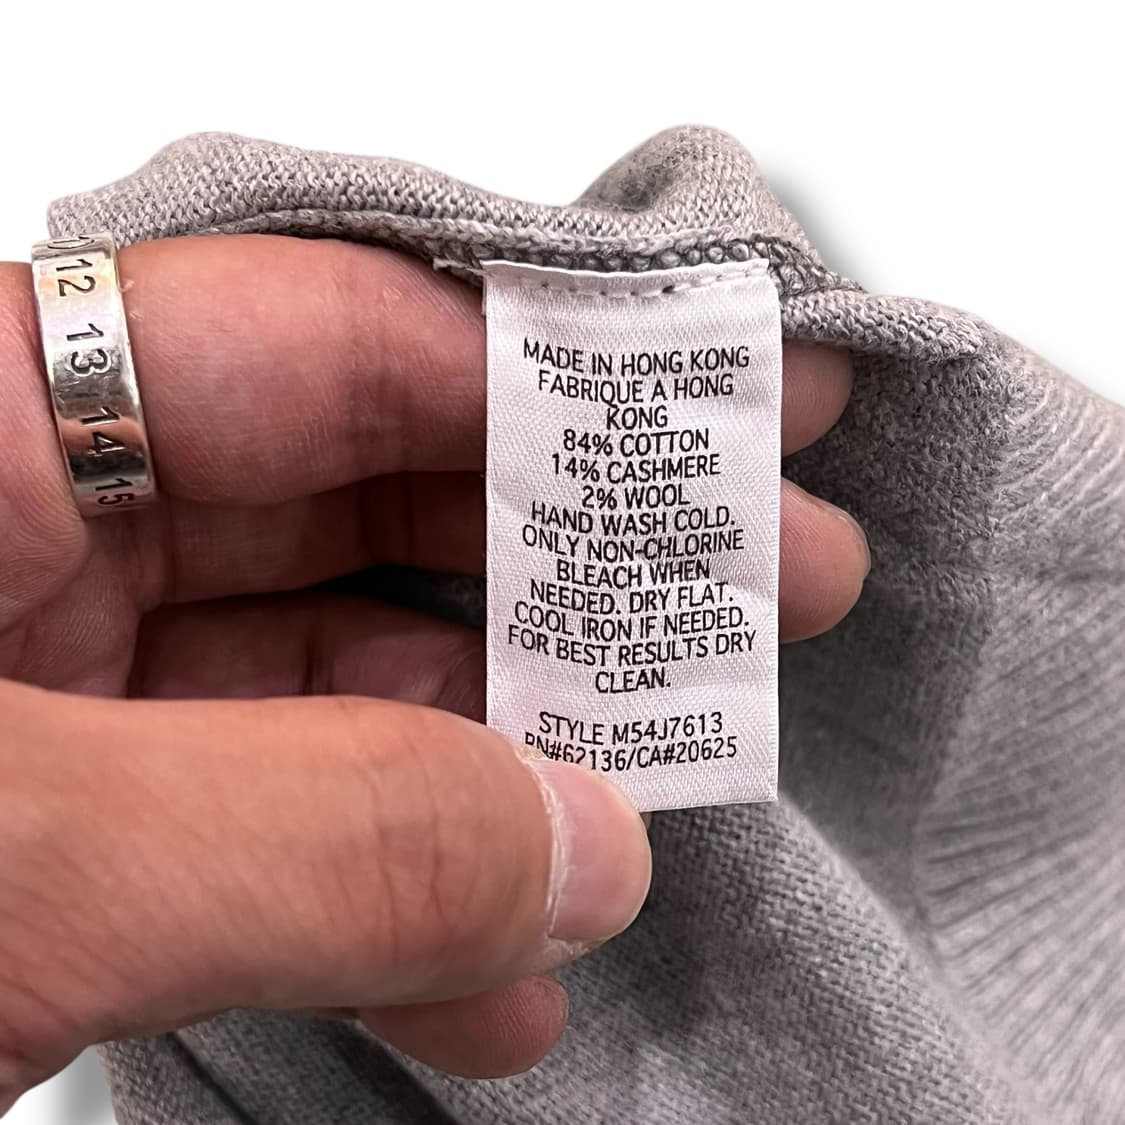 12
13
14
15
MADE IN HONG KONG
FABRIQUE A HONG
KONG
84% COTTON
14% CASHMERE
2% WOOL
HAND WASH COLD.
ONLY NON-CHLORINE
BLEACH WHEN
NEEDED. DRY FLAT.
COOL IRON IF NEEDED.
FOR BEST RESULTS DRY
CLEAN.
STYLE M54J7613
RN#62136/CA#20625